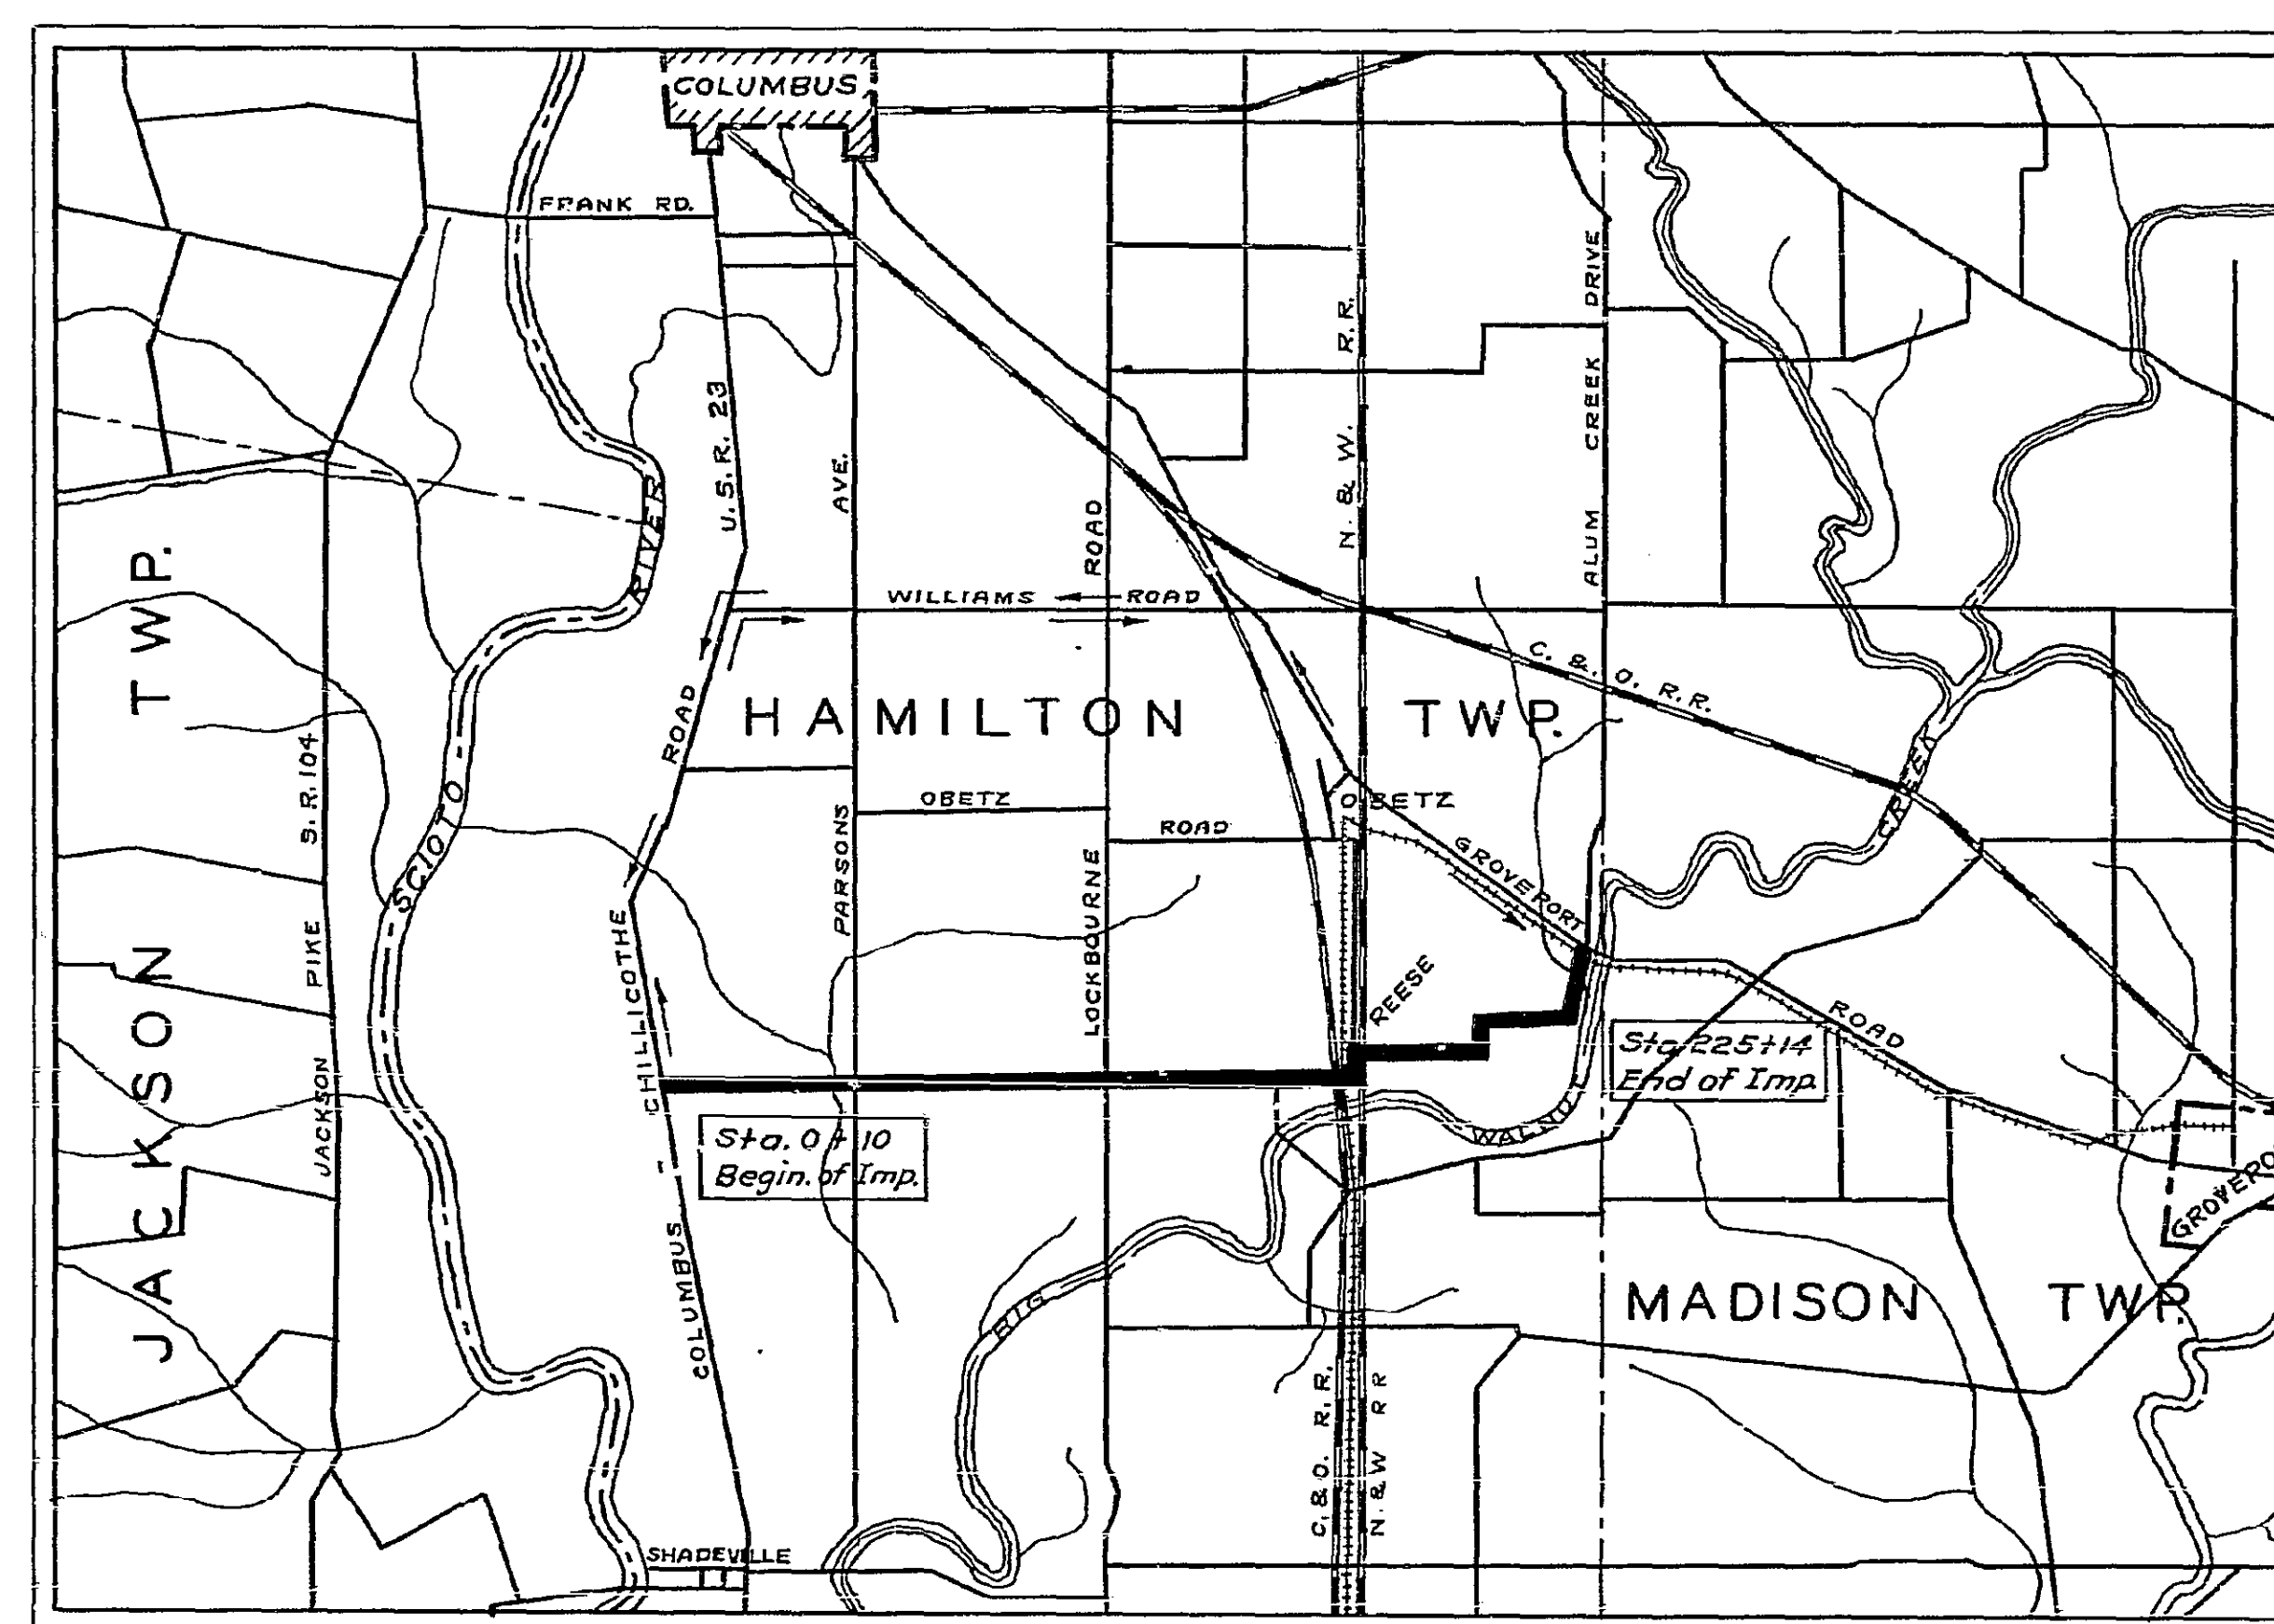 COLUMBUS
FRANK RD.
U.S.R. 23
AVE.
ROAD
N. & W. R.R.
ALUM CREEK DRIVE
RIVER
WILLIAMS ROAD
C. & O. R.R.
JACKSON TWP.
HAMILTON TWP.
ROAD
S.R. 104
SCIOTO
OBETZ
OBETZ
ROAD
PARSONS
LOCKBOURNE
GROVEPORT
CREEK
PIKE
CHILLICOTHE
REESE
ROAD
JACKSON
Sta. 225+14
End of Imp.
Sta. 0+10
Begin. of Imp.
WALNUT
COLUMBUS
BIG
MADISON TWP.
C. & O. R.R.
N. & W RR
SHADEVILLE